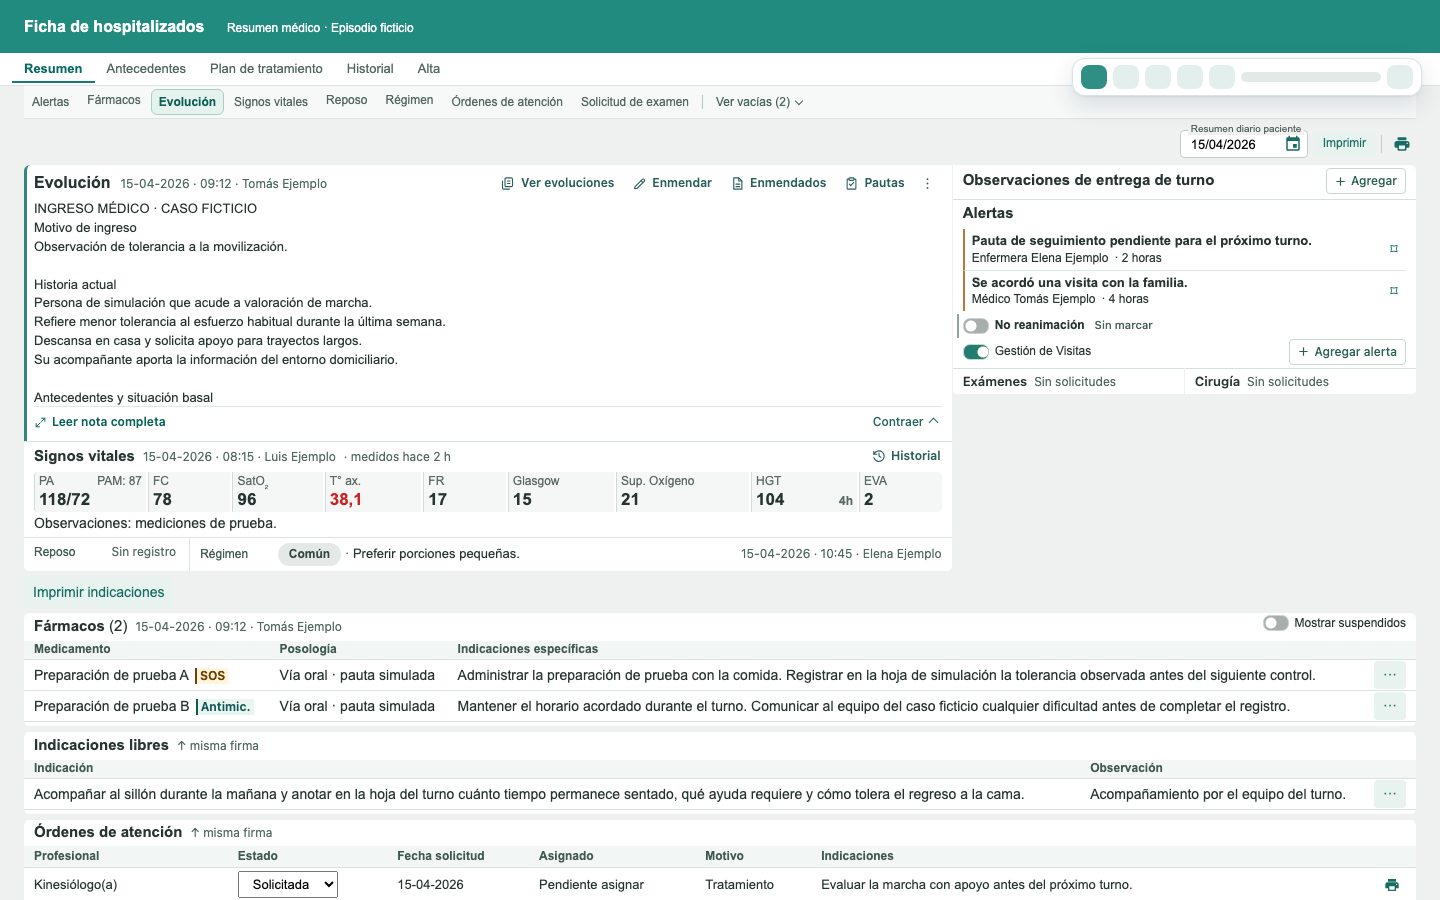 Ficha de hospitalizados Resumen médico · Episodio ficticio
Resumen Antecedentes Plan de tratamiento Historial Alta
Alertas Fármacos Evolución Signos vitales Reposo Régimen Órdenes de atención Solicitud de examen Ver vacías (2)
Resumen diario paciente
15/04/2026 Imprimir
Evolución 15-04-2026 · 09:12 · Tomás Ejemplo Ver evoluciones Enmendar Enmendados Pautas
INGRESO MÉDICO · CASO FICTICIO
Motivo de ingreso
Observación de tolerancia a la movilización.
Historia actual
Persona de simulación que acude a valoración de marcha.
Refiere menor tolerancia al esfuerzo habitual durante la última semana.
Descansa en casa y solicita apoyo para trayectos largos.
Su acompañante aporta la información del entorno domiciliario.
Antecedentes y situación basal
Leer nota completa Contraer
Observaciones de entrega de turno + Agregar
Alertas
Pauta de seguimiento pendiente para el próximo turno.
Enfermera Elena Ejemplo · 2 horas
Se acordó una visita con la familia.
Médico Tomás Ejemplo · 4 horas
No reanimación Sin marcar
Gestión de Visitas + Agregar alerta
Exámenes Sin solicitudes Cirugía Sin solicitudes
Signos vitales 15-04-2026 · 08:15 · Luis Ejemplo · medidos hace 2 h Historial
PA PAM: 87 FC SatO2 T° ax. FR Glasgow Sup. Oxígeno HGT EVA
118/72 78 96 38,1 17 15 21 104 4h 2
Observaciones: mediciones de prueba.
Reposo Sin registro Régimen Común · Preferir porciones pequeñas. 15-04-2026 · 10:45 · Elena Ejemplo
Imprimir indicaciones
Fármacos (2) 15-04-2026 · 09:12 · Tomás Ejemplo Mostrar suspendidos
Medicamento Posología Indicaciones específicas
Preparación de prueba A SOS Vía oral · pauta simulada Administrar la preparación de prueba con la comida. Registrar en la hoja de simulación la tolerancia observada antes del siguiente control. ...
Preparación de prueba B Antimic. Vía oral · pauta simulada Mantener el horario acordado durante el turno. Comunicar al equipo del caso ficticio cualquier dificultad antes de completar el registro. ...
Indicaciones libres ↑ misma firma
Indicación Observación
Acompañar al sillón durante la mañana y anotar en la hoja del turno cuánto tiempo permanece sentado, qué ayuda requiere y cómo tolera el regreso a la cama. Acompañamiento por el equipo del turno. ...
Órdenes de atención ↑ misma firma
Profesional Estado Fecha solicitud Asignado Motivo Indicaciones
Kinesiólogo(a) Solicitada 15-04-2026 Pendiente asignar Tratamiento Evaluar la marcha con apoyo antes del próximo turno.